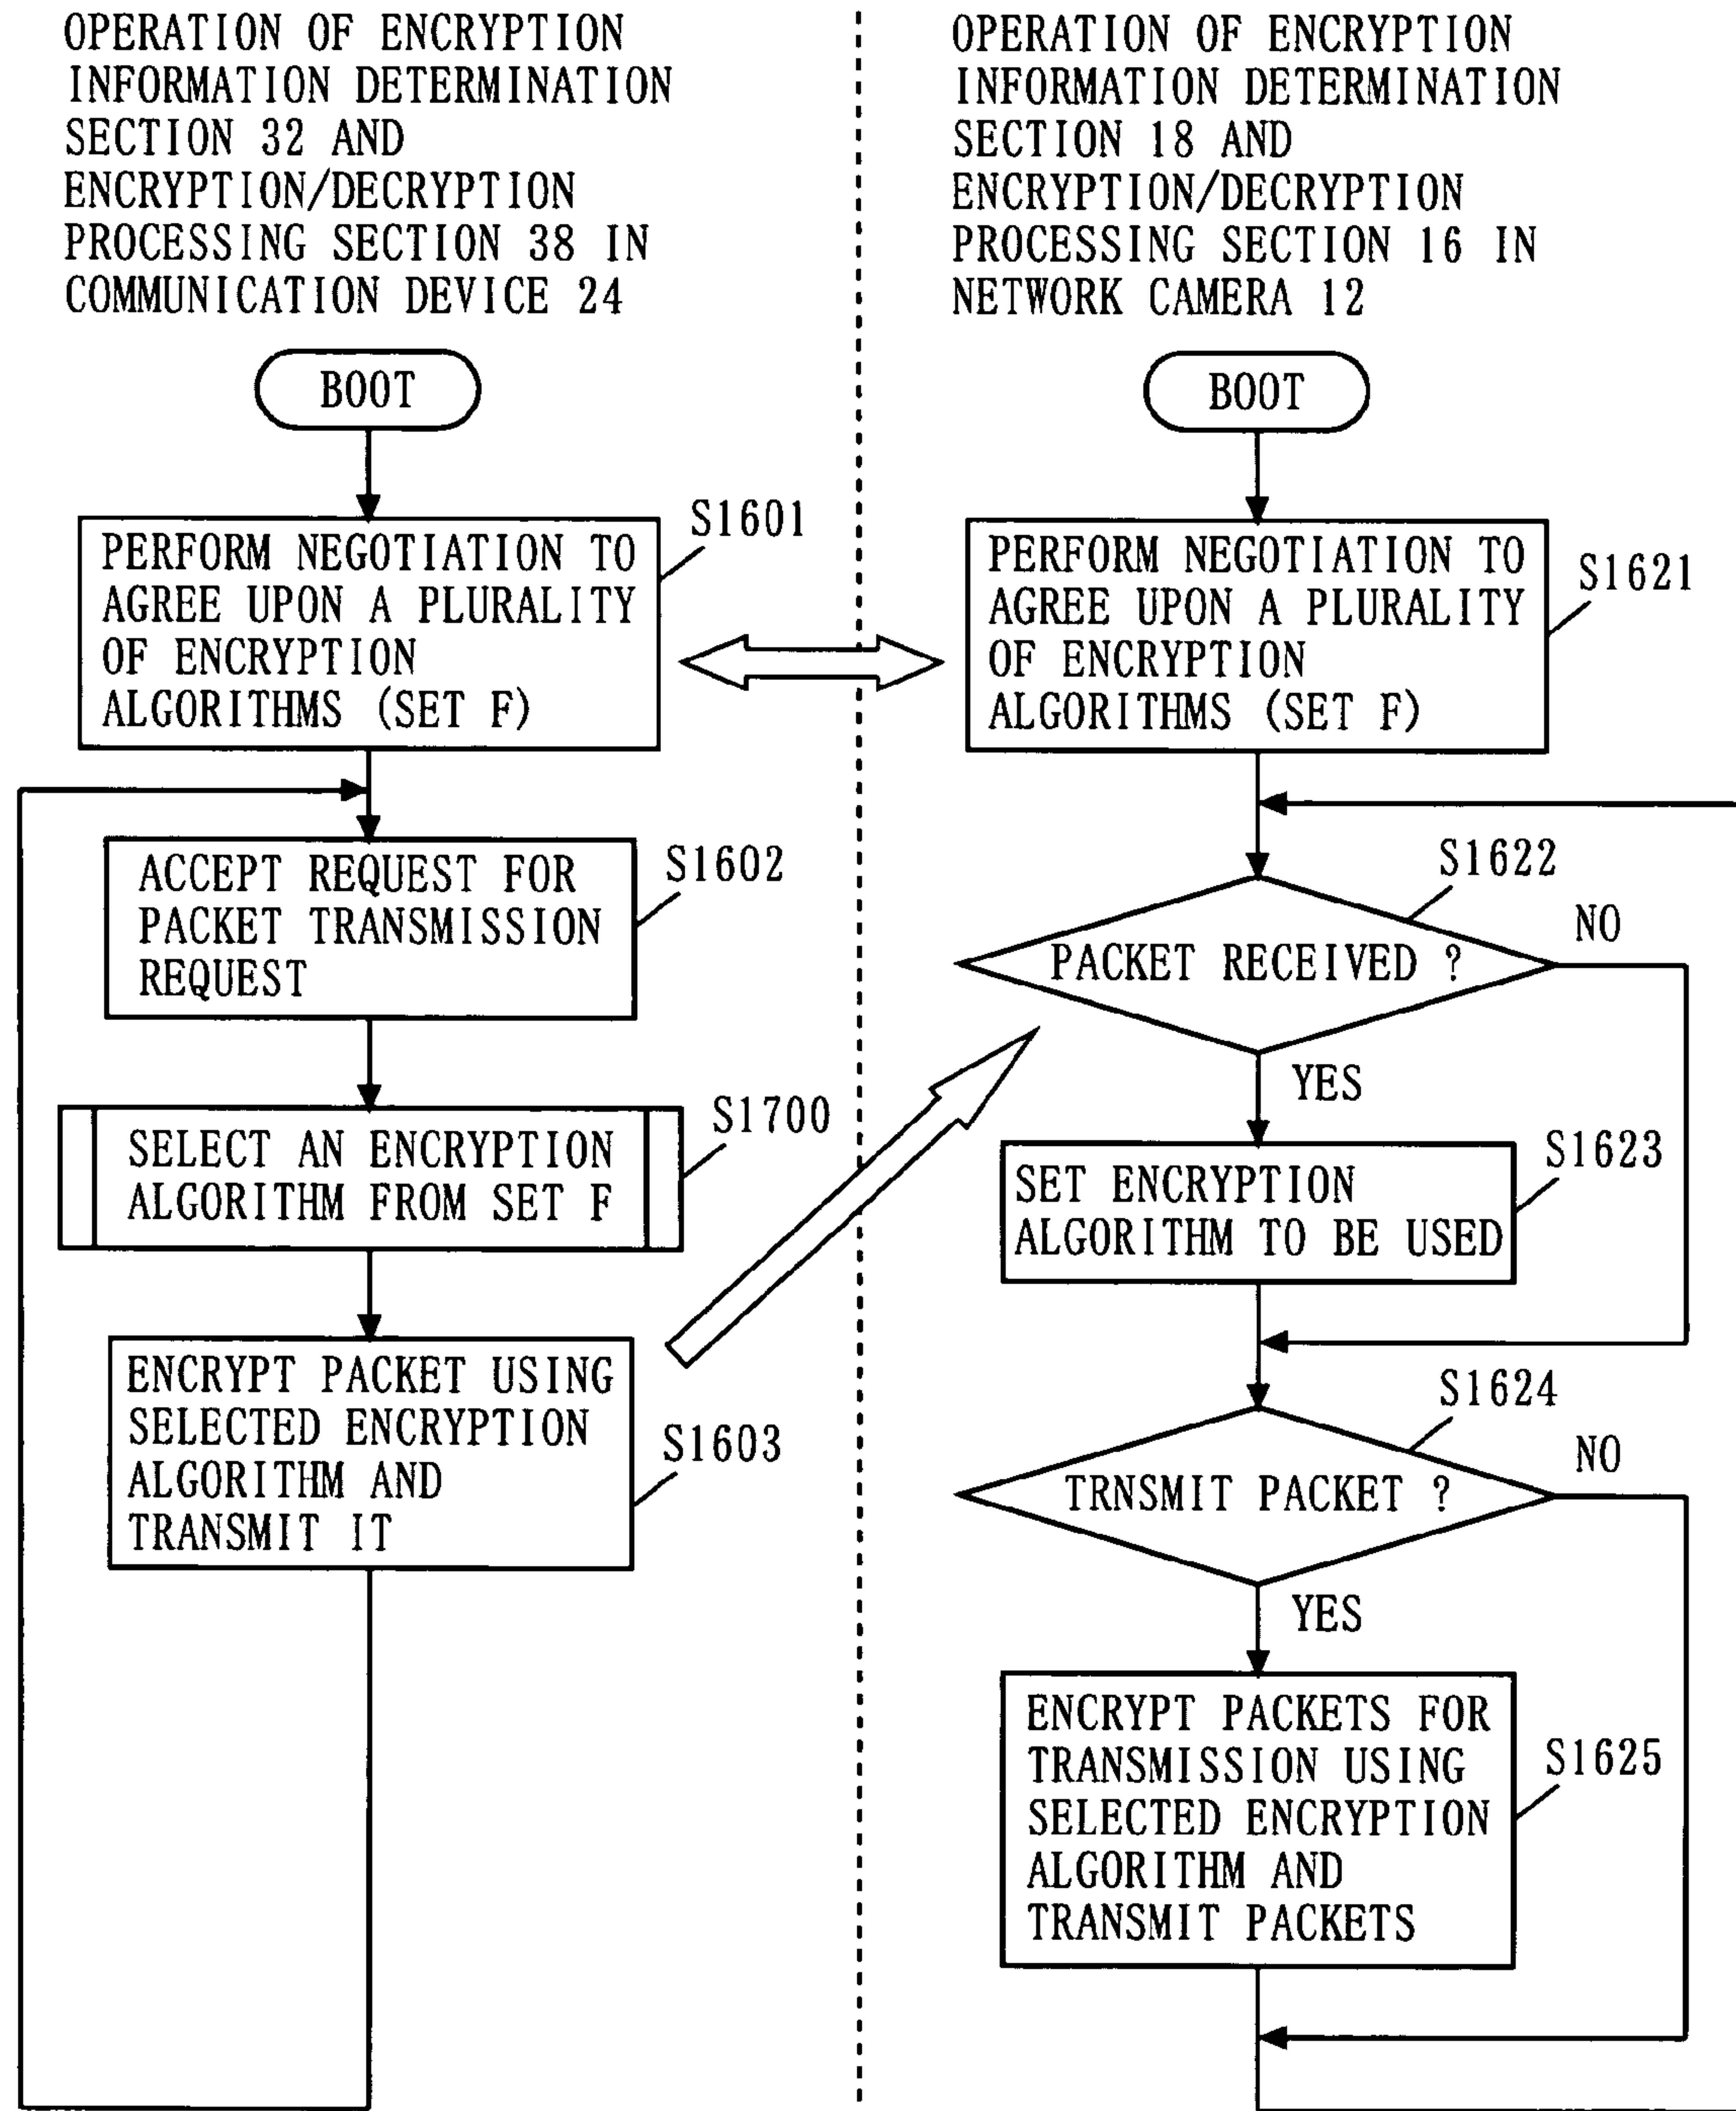 OPERATION OF ENCRYPTION
INFORMATION DETERMINATION
SECTION 32 AND
ENCRYPTION/DECRYPTION
PROCESSING SECTION 38 IN
COMMUNICATION DEVICE 24
BOOT
S1601
PERFORM NEGOTIATION TO
AGREE UPON A PLURALITY
OF ENCRYPTION
ALGORITHMS (SET F)
S1602
ACCEPT REQUEST FOR
PACKET TRANSMISSION
REQUEST
S1700
SELECT AN ENCRYPTION
ALGORITHM FROM SET F
ENCRYPT PACKET USING
SELECTED ENCRYPTION
S1603
ALGORITHM AND
TRANSMIT IT
OPERATION OF ENCRYPTION
INFORMATION DETERMINATION
SECTION 18 AND
ENCRYPTION/DECRYPTION
PROCESSING SECTION 16 IN
NETWORK CAMERA 12
BOOT
PERFORM NEGOTIATION TO
S1621
AGREE UPON A PLURALITY
OF ENCRYPTION
ALGORITHMS (SET F)
S1622
NO
PACKET RECEIVED ?
YES
S1623
SET ENCRYPTION
ALGORITHM TO BE USED
S1624
NO
TRNSMIT PACKET ?
YES
ENCRYPT PACKETS FOR
TRANSMISSION USING
S1625
SELECTED ENCRYPTION
ALGORITHM AND
TRANSMIT PACKETS